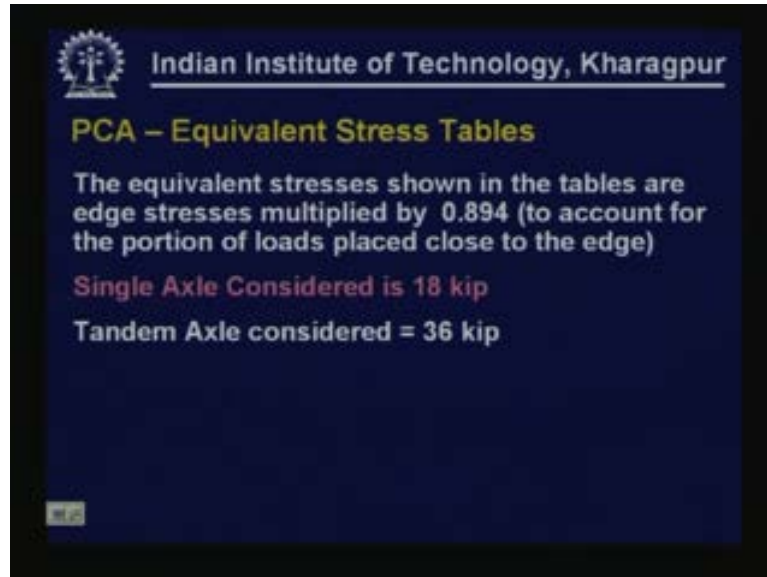 Indian Institute of Technology, Kharagpur
PCA – Equivalent Stress Tables
The equivalent stresses shown in the tables are
edge stresses multiplied by 0.894 (to account for
the portion of loads placed close to the edge)
Single Axle Considered is 18 kip
Tandem Axle considered = 36 kip